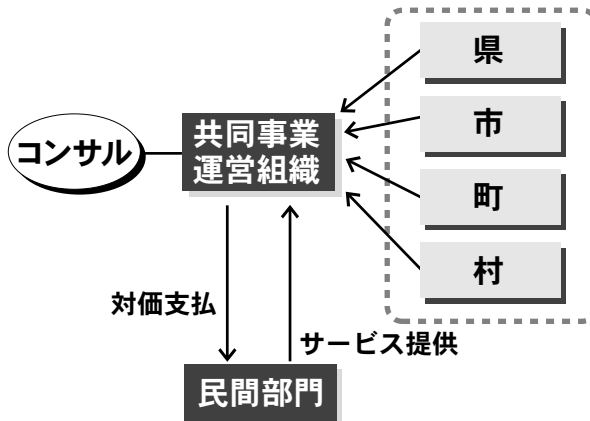 県
市
町
村
コンサル
共同事業
運営組織
対価支払
サービス提供
民間部門